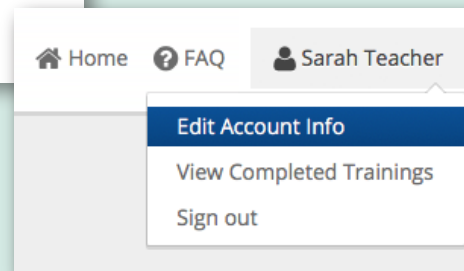 Home FAQ Sarah Teacher
Edit Account Info
View Completed Trainings
Sign out